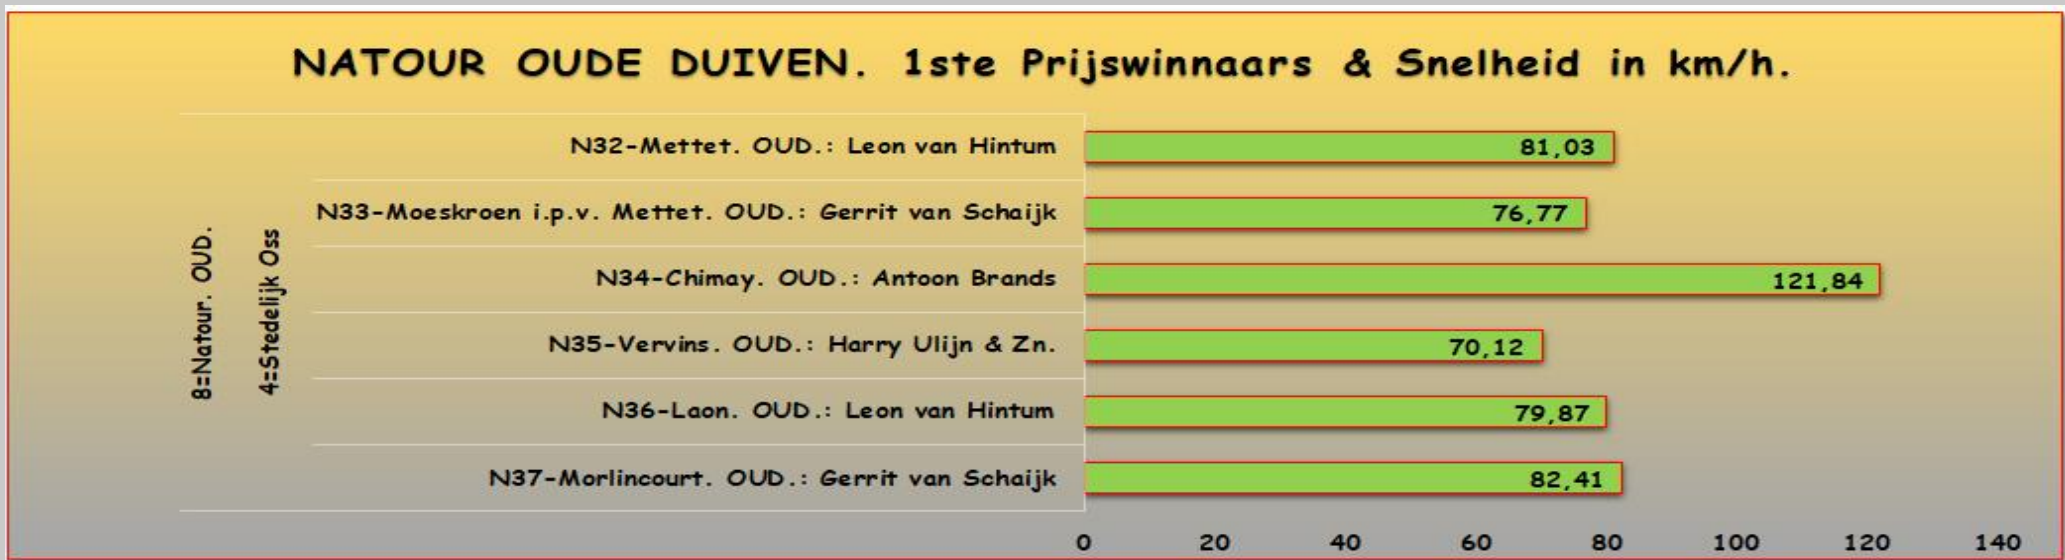 NATOUR OUDE DUIVEN. 1ste Prijswinnaars & Snelheid in km/h.
8=Natour. OUD.
4=Stedelijk Oss
N32-Mettet. OUD.: Leon van Hintum 81,03
N33-Moeskroen i.p.v. Mettet. OUD.: Gerrit van Schaijk 76,77
N34-Chimay. OUD.: Antoon Brands 121,84
N35-Vervins. OUD.: Harry Ulijn & Zn. 70,12
N36-Laon. OUD.: Leon van Hintum 79,87
N37-Morlincourt. OUD.: Gerrit van Schaijk 82,41
0 20 40 60 80 100 120 140